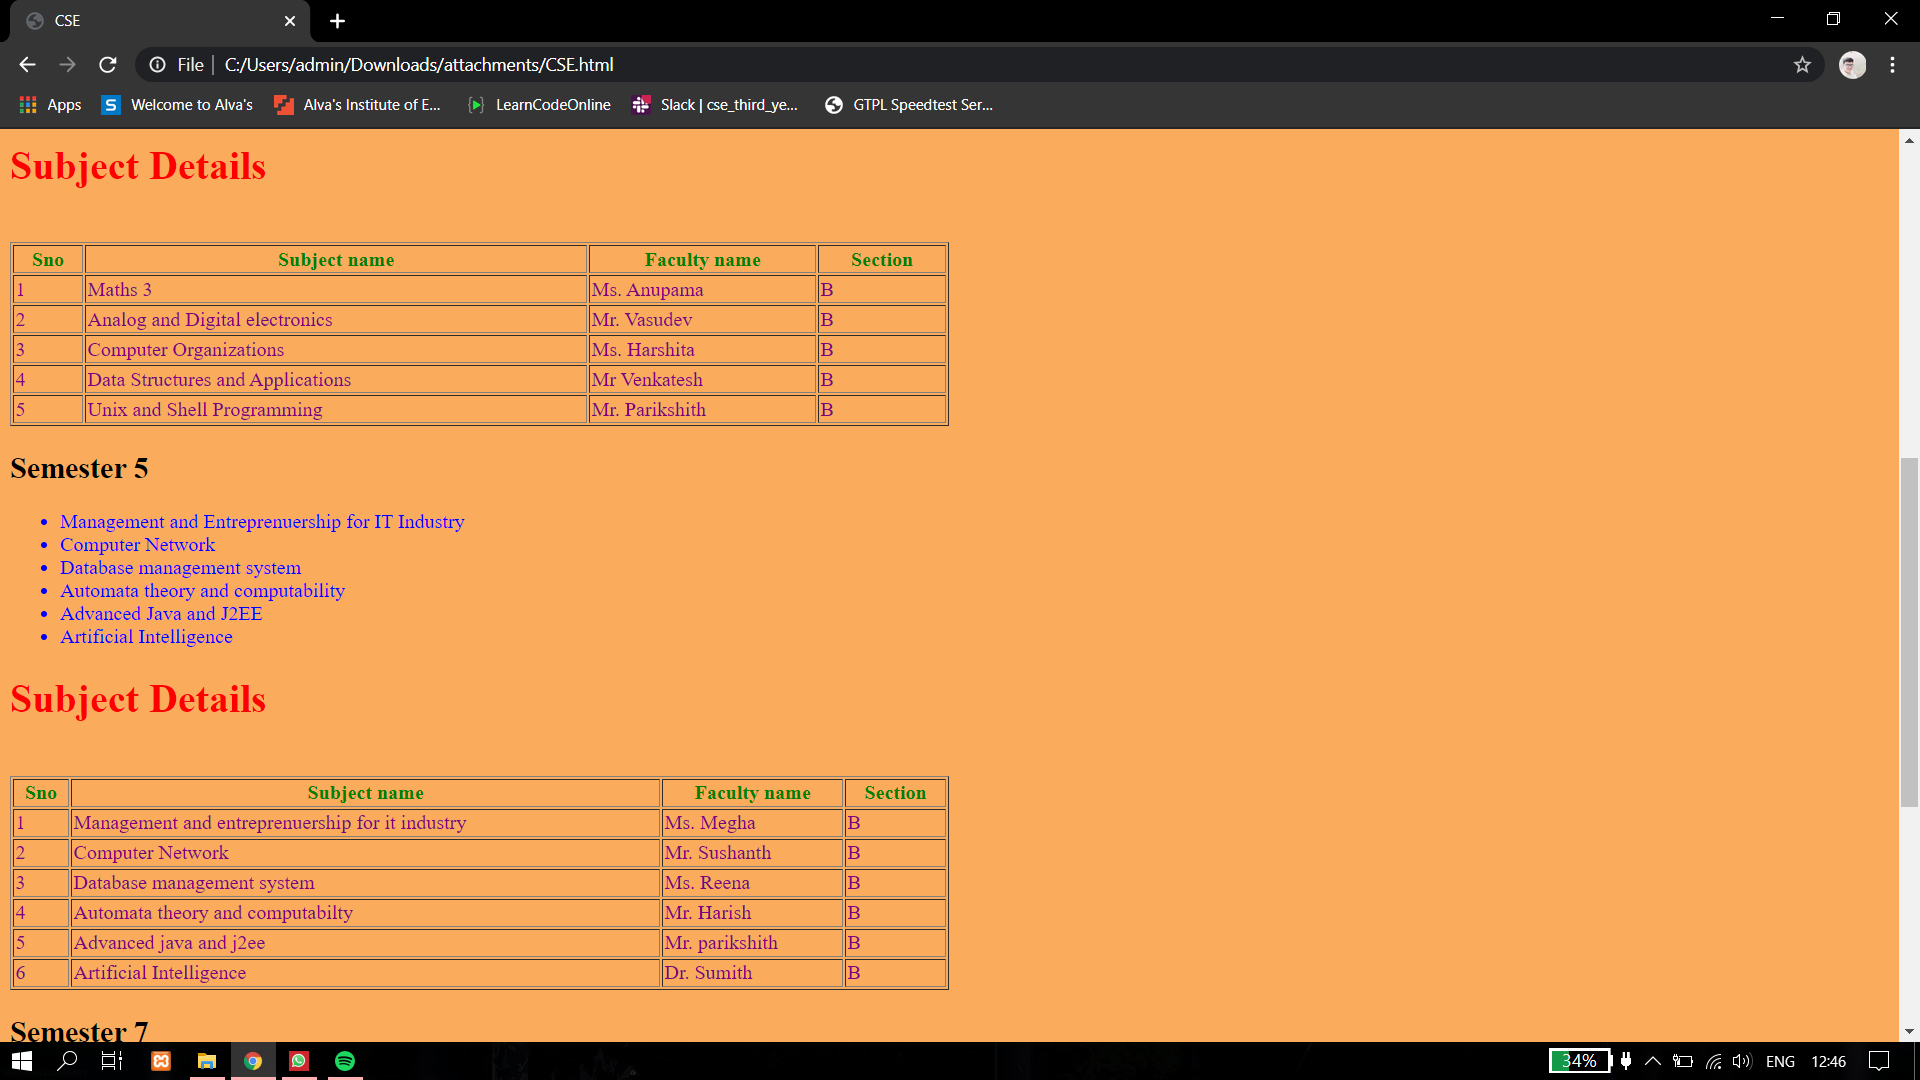 CSE
File
C:/Users/admin/Downloads/attachments/CSE.html
Apps
Welcome to Alva's
Alva's Institute of E...
LearnCodeOnline
Slack | cse_third_ye...
GTPL Speedtest Ser...
Subject Details
Sno Subject name Faculty name Section
1 Maths 3 Ms. Anupama B
2 Analog and Digital electronics Mr. Vasudev B
3 Computer Organizations Ms. Harshita B
4 Data Structures and Applications Mr Venkatesh B
5 Unix and Shell Programming Mr. Parikshith B
Semester 5
Management and Entreprenuership for IT Industry
Computer Network
Database management system
Automata theory and computability
Advanced Java and J2EE
Artificial Intelligence
Subject Details
Sno Subject name Faculty name Section
1 Management and entreprenuership for it industry Ms. Megha B
2 Computer Network Mr. Sushanth B
3 Database management system Ms. Reena B
4 Automata theory and computabilty Mr. Harish B
5 Advanced java and j2ee Mr. parikshith B
6 Artificial Intelligence Dr. Sumith B
Semester 7
34%
ENG
12:46